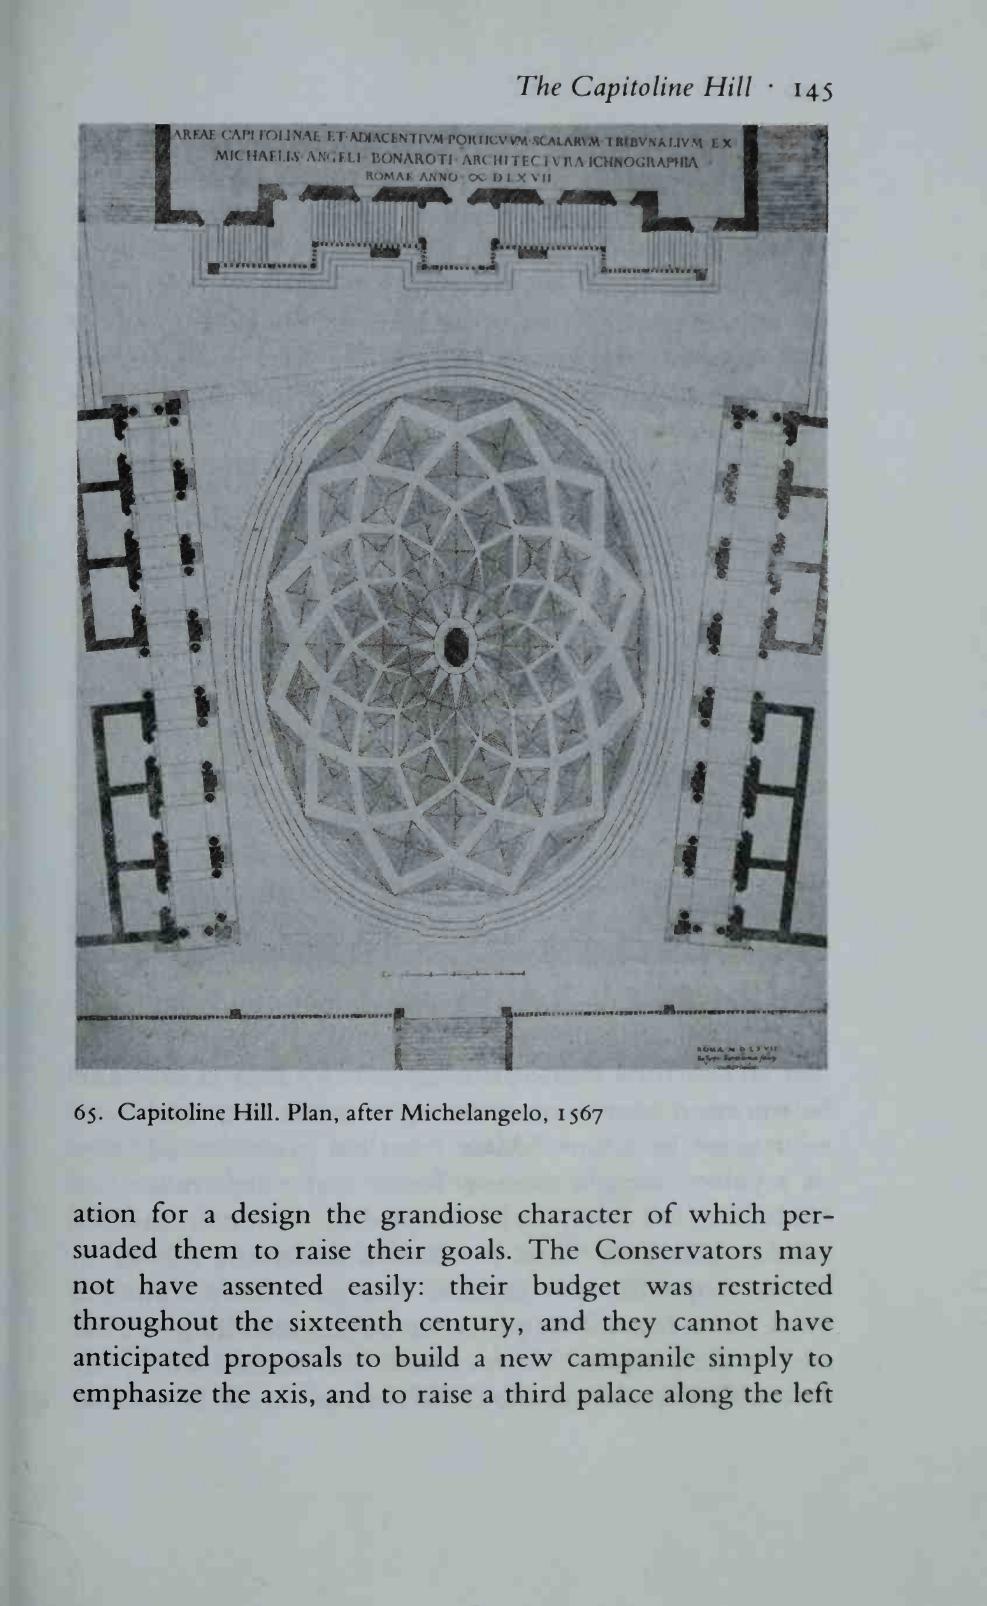 The Capitoline Hill · 145
AREAE CAPITOLINAE ET ADIACENTIVM PORTICVVM SCALARVM TRIBVNALIVM EX
MICHAELIS ANGELI BONAROTI ARCHITECTVRA ICHNOGRAPHIA
ROMAE ANNO ꝏ DLXVII
ROMA M D LXVII
65. Capitoline Hill. Plan, after Michelangelo, 1567
ation for a design the grandiose character of which per-
suaded them to raise their goals. The Conservators may
not have assented easily: their budget was restricted
throughout the sixteenth century, and they cannot have
anticipated proposals to build a new campanile simply to
emphasize the axis, and to raise a third palace along the left